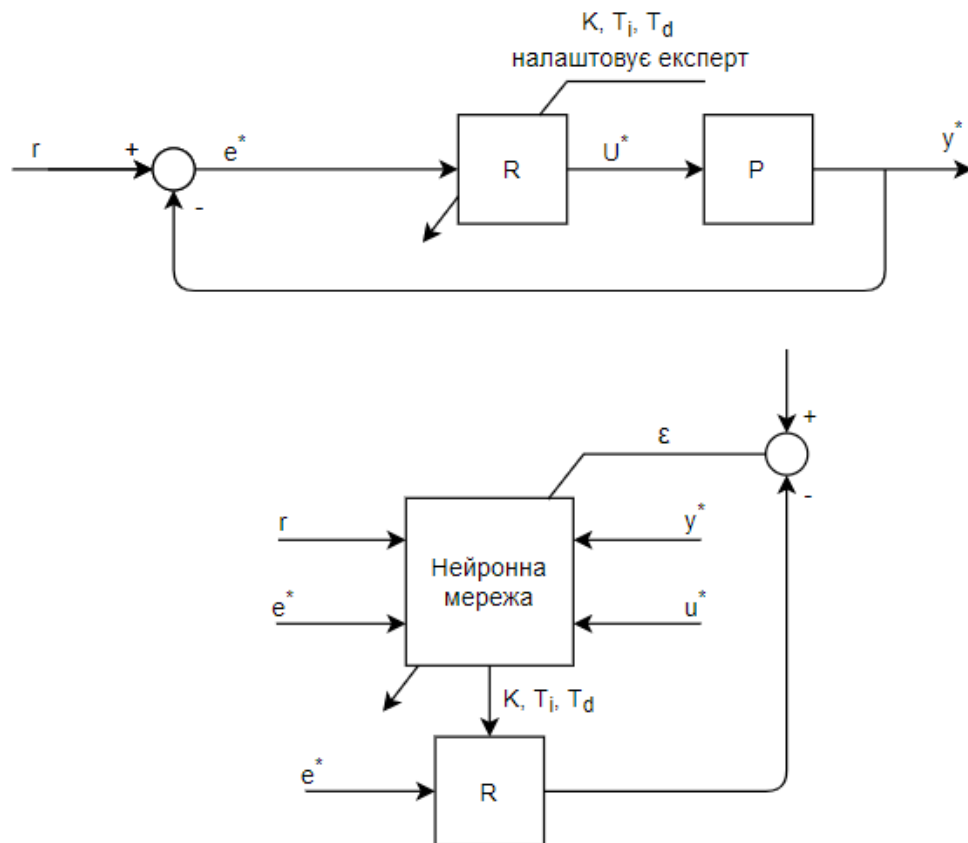 K, Ti, Td
налаштовує експерт
r
+
e*
R
U*
P
y*
-
ε
+
-
r
y*
Нейронна
мережа
e*
u*
K, Ti, Td
e*
R